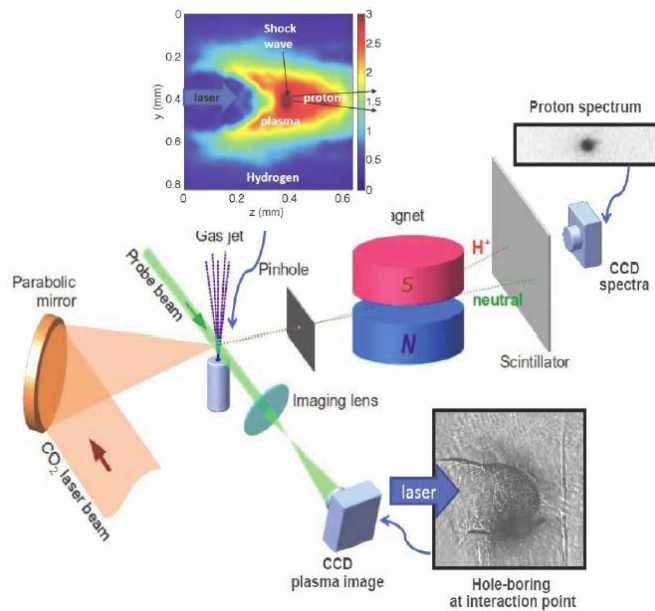 0
0.2
0.4
0.6
0.8
y (mm)
Shock
wave
laser
protons
plasma
Hydrogen
0 0.2 0.4 0.6
z (mm)
3
2.5
2
1.5
1
0.5
0
Proton spectrum
CCD
spectra
Gas jet
Probe beam
Pinhole
agnet
S
N
H+
neutral
Scintillator
Parabolic
mirror
CO2 laser beam
Imaging lens
CCD
plasma image
laser
Hole-boring
at interaction point